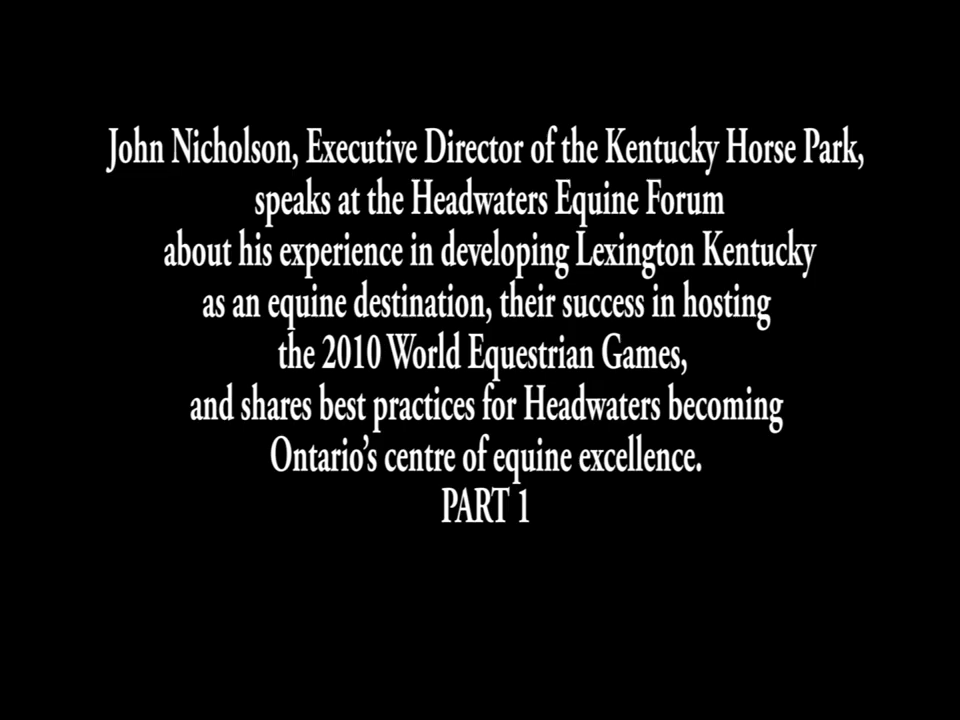 John Nicholson, Executive Director of the Kentucky Horse Park,
speaks at the Headwaters Equine Forum
about his experience in developing Lexington Kentucky
as an equine destination, their success in hosting
the 2010 World Equestrian Games,
and shares best practices for Headwaters becoming
Ontario’s centre of equine excellence.
PART 1